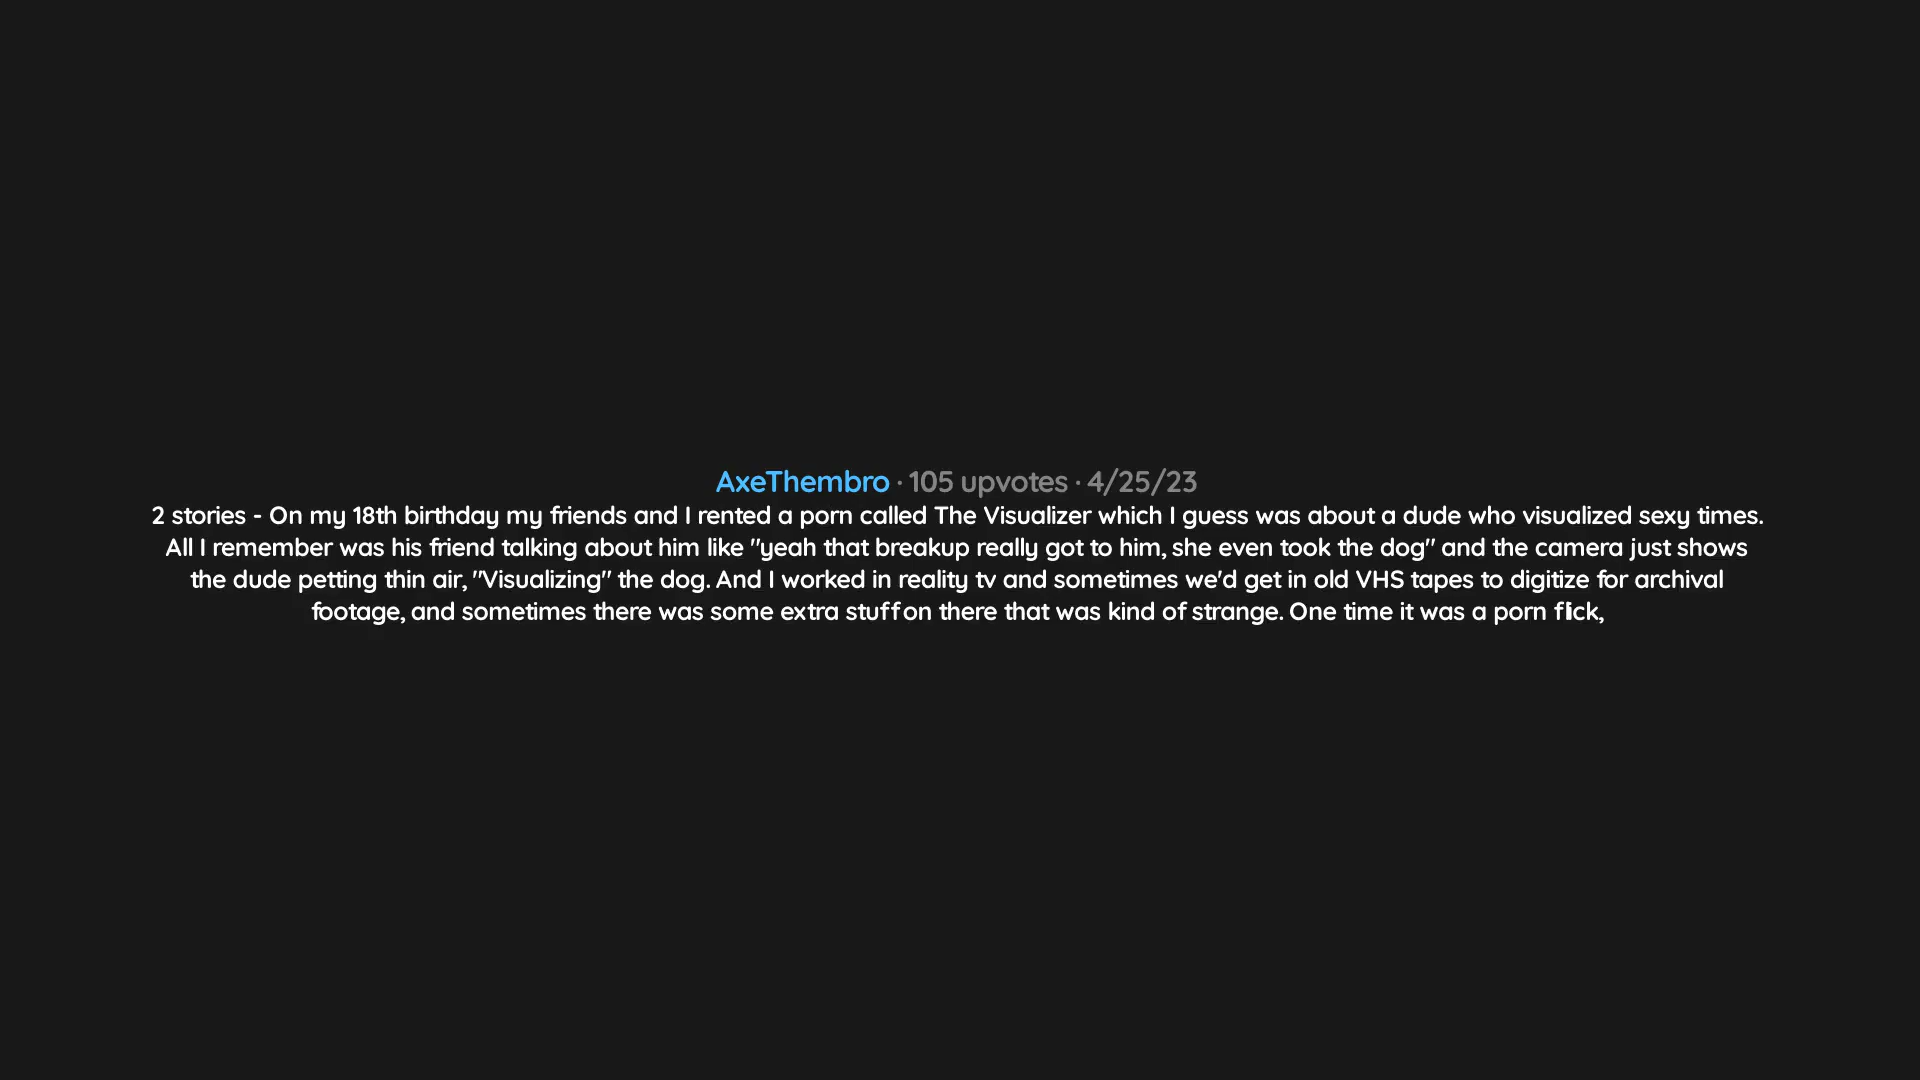 AxeThembro · 105 upvotes · 4/25/23
2 stories - On my 18th birthday my friends and I rented a porn called The Visualizer which I guess was about a dude who visualized sexy times.
All I remember was his friend talking about him like "yeah that breakup really got to him, she even took the dog" and the camera just shows
the dude petting thin air, "Visualizing" the dog. And I worked in reality tv and sometimes we'd get in old VHS tapes to digitize for archival
footage, and sometimes there was some extra stuff on there that was kind of strange. One time it was a porn flick,